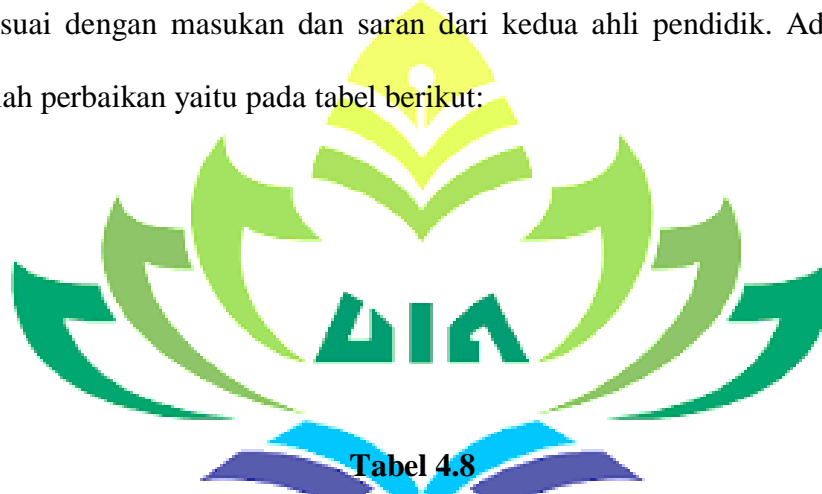 suai dengan masukan dan saran dari kedua ahli pendidik. Ad
ah perbaikan yaitu pada tabel berikut:
UIN
Tabel 4.8